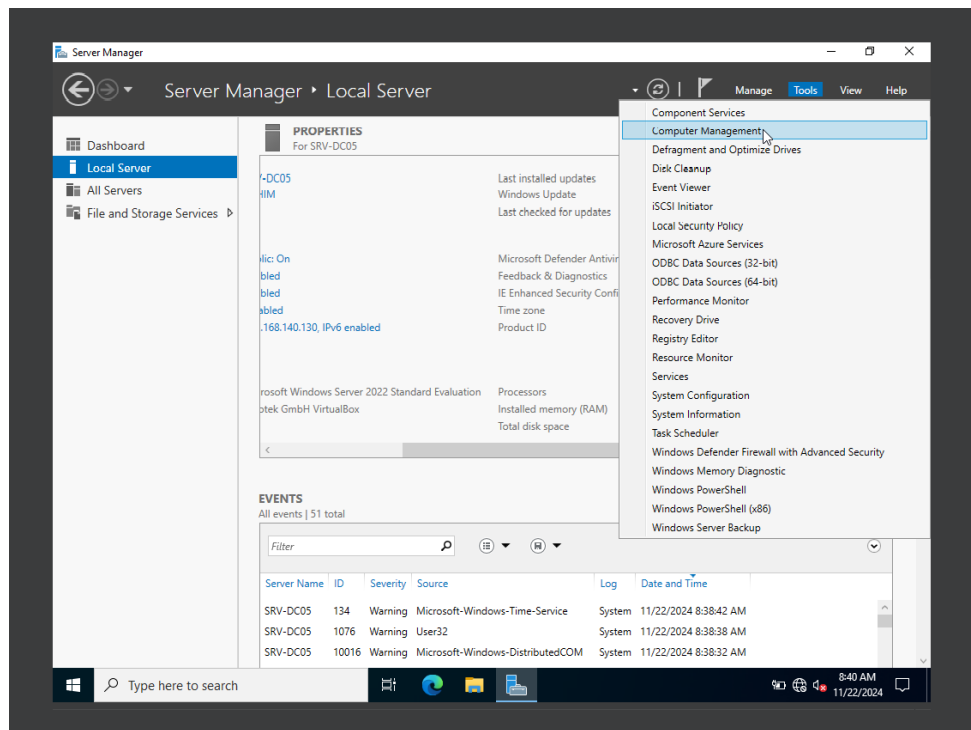 Server Manager
Server Manager • Local Server
Manage Tools View Help
Dashboard
Local Server
All Servers
File and Storage Services
PROPERTIES
For SRV-DC05
Last installed updates
Windows Update
Last checked for updates
lic: On
Microsoft Defender Antivir
bled
Feedback & Diagnostics
bled
IE Enhanced Security Confi
abled
Time zone
.168.140.130, IPv6 enabled
Product ID
rosoft Windows Server 2022 Standard Evaluation
Processors
otek GmbH VirtualBox
Installed memory (RAM)
Total disk space
Component Services
Computer Management
Defragment and Optimize Drives
Disk Cleanup
Event Viewer
iSCSI Initiator
Local Security Policy
Microsoft Azure Services
ODBC Data Sources (32-bit)
ODBC Data Sources (64-bit)
Performance Monitor
Recovery Drive
Registry Editor
Resource Monitor
Services
System Configuration
System Information
Task Scheduler
Windows Defender Firewall with Advanced Security
Windows Memory Diagnostic
Windows PowerShell
Windows PowerShell (x86)
Windows Server Backup
EVENTS
All events | 51 total
Filter
Server Name ID Severity Source Log Date and Time
SRV-DC05 134 Warning Microsoft-Windows-Time-Service System 11/22/2024 8:38:42 AM
SRV-DC05 1076 Warning User32 System 11/22/2024 8:38:38 AM
SRV-DC05 10016 Warning Microsoft-Windows-DistributedCOM System 11/22/2024 8:38:32 AM
Type here to search
8:40 AM
11/22/2024